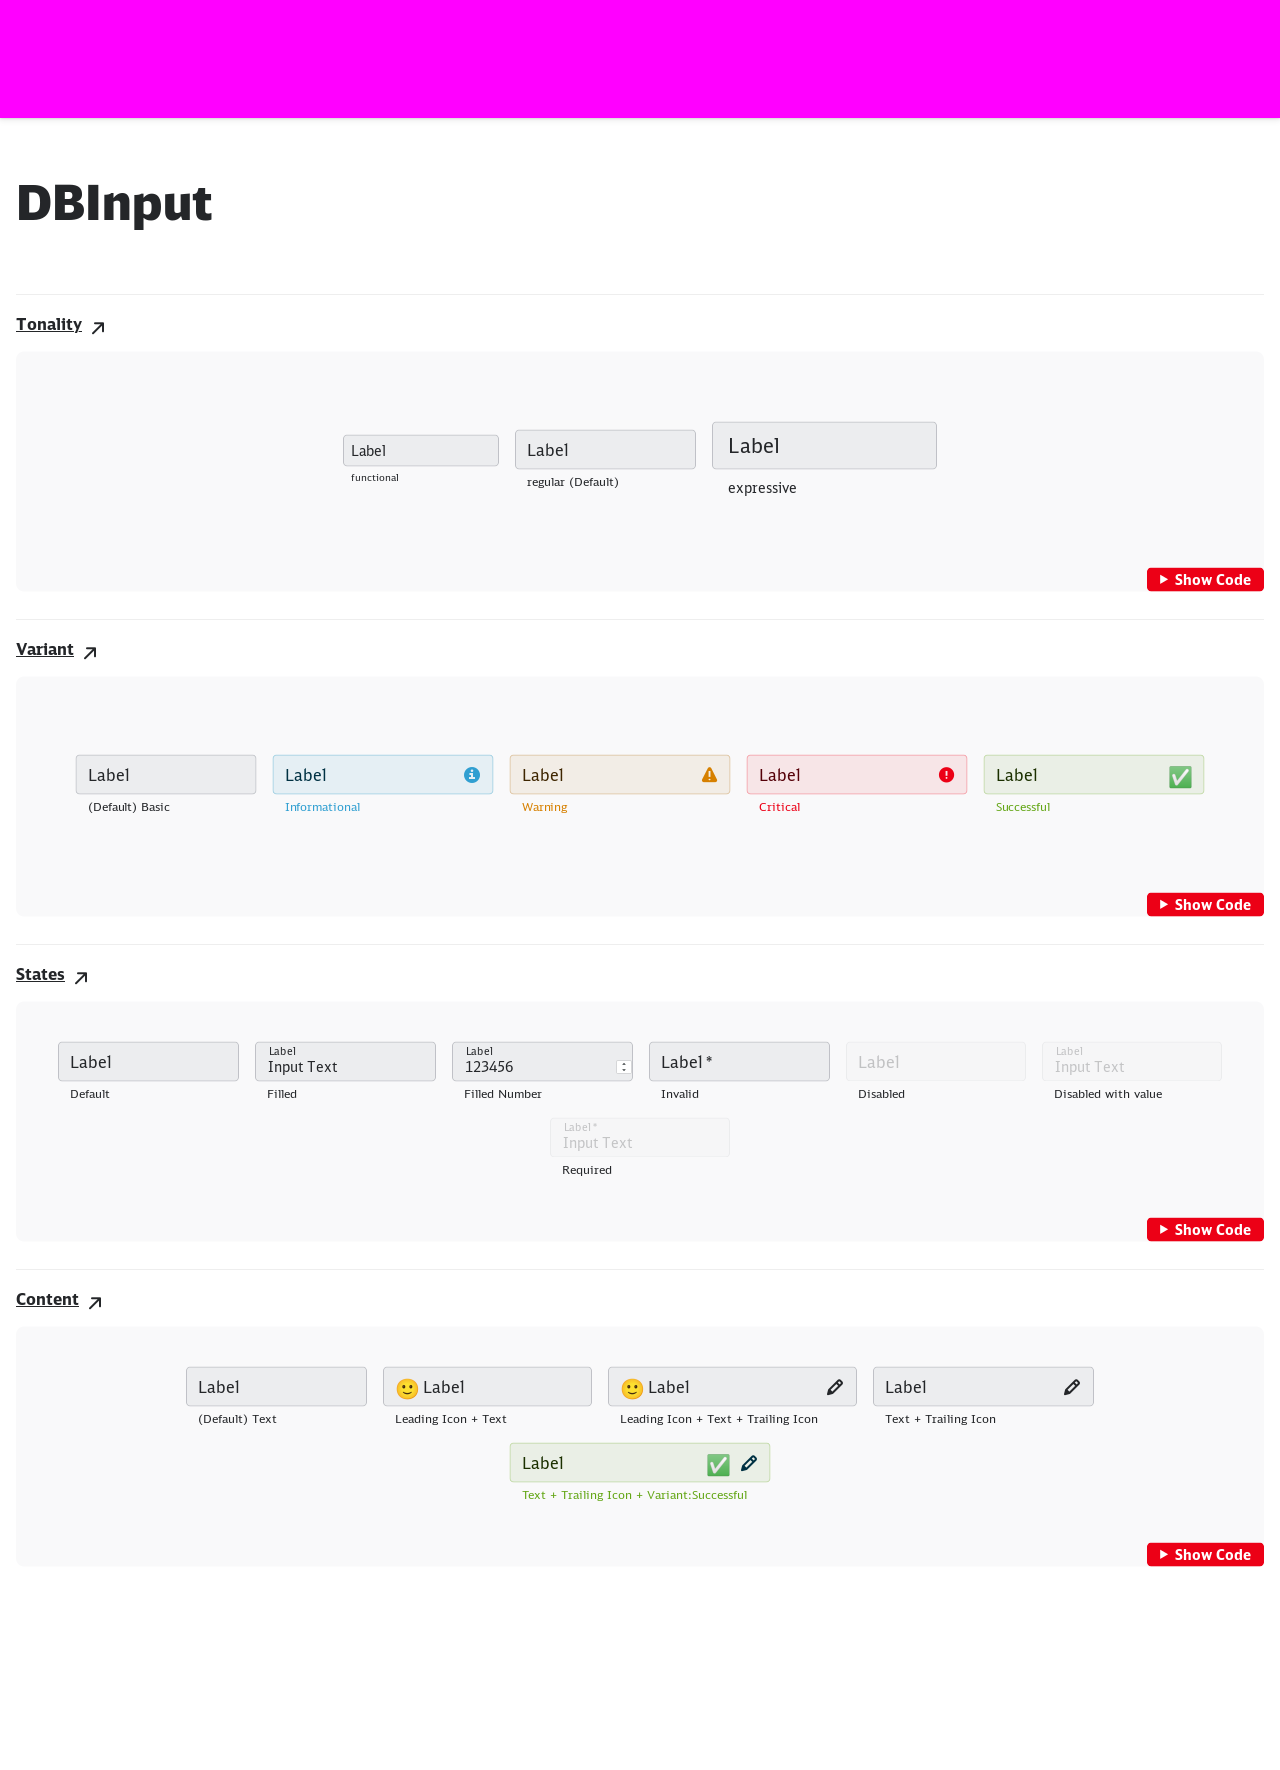 DBInput
Tonality
Label Label Label
functional regular (Default) expressive
Show Code
Variant
Label Label Label Label Label
(Default) Basic Informational Warning Critical Successful
Show Code
States
Label Label Label Label * Label Label
Input Text 123456 Input Text
Default Filled Filled Number Invalid Disabled Disabled with value
Label *
Input Text
Required
Show Code
Content
Label Label Label Label
(Default) Text Leading Icon + Text Leading Icon + Text + Trailing Icon Text + Trailing Icon
Label
Text + Trailing Icon + Variant:Successful
Show Code